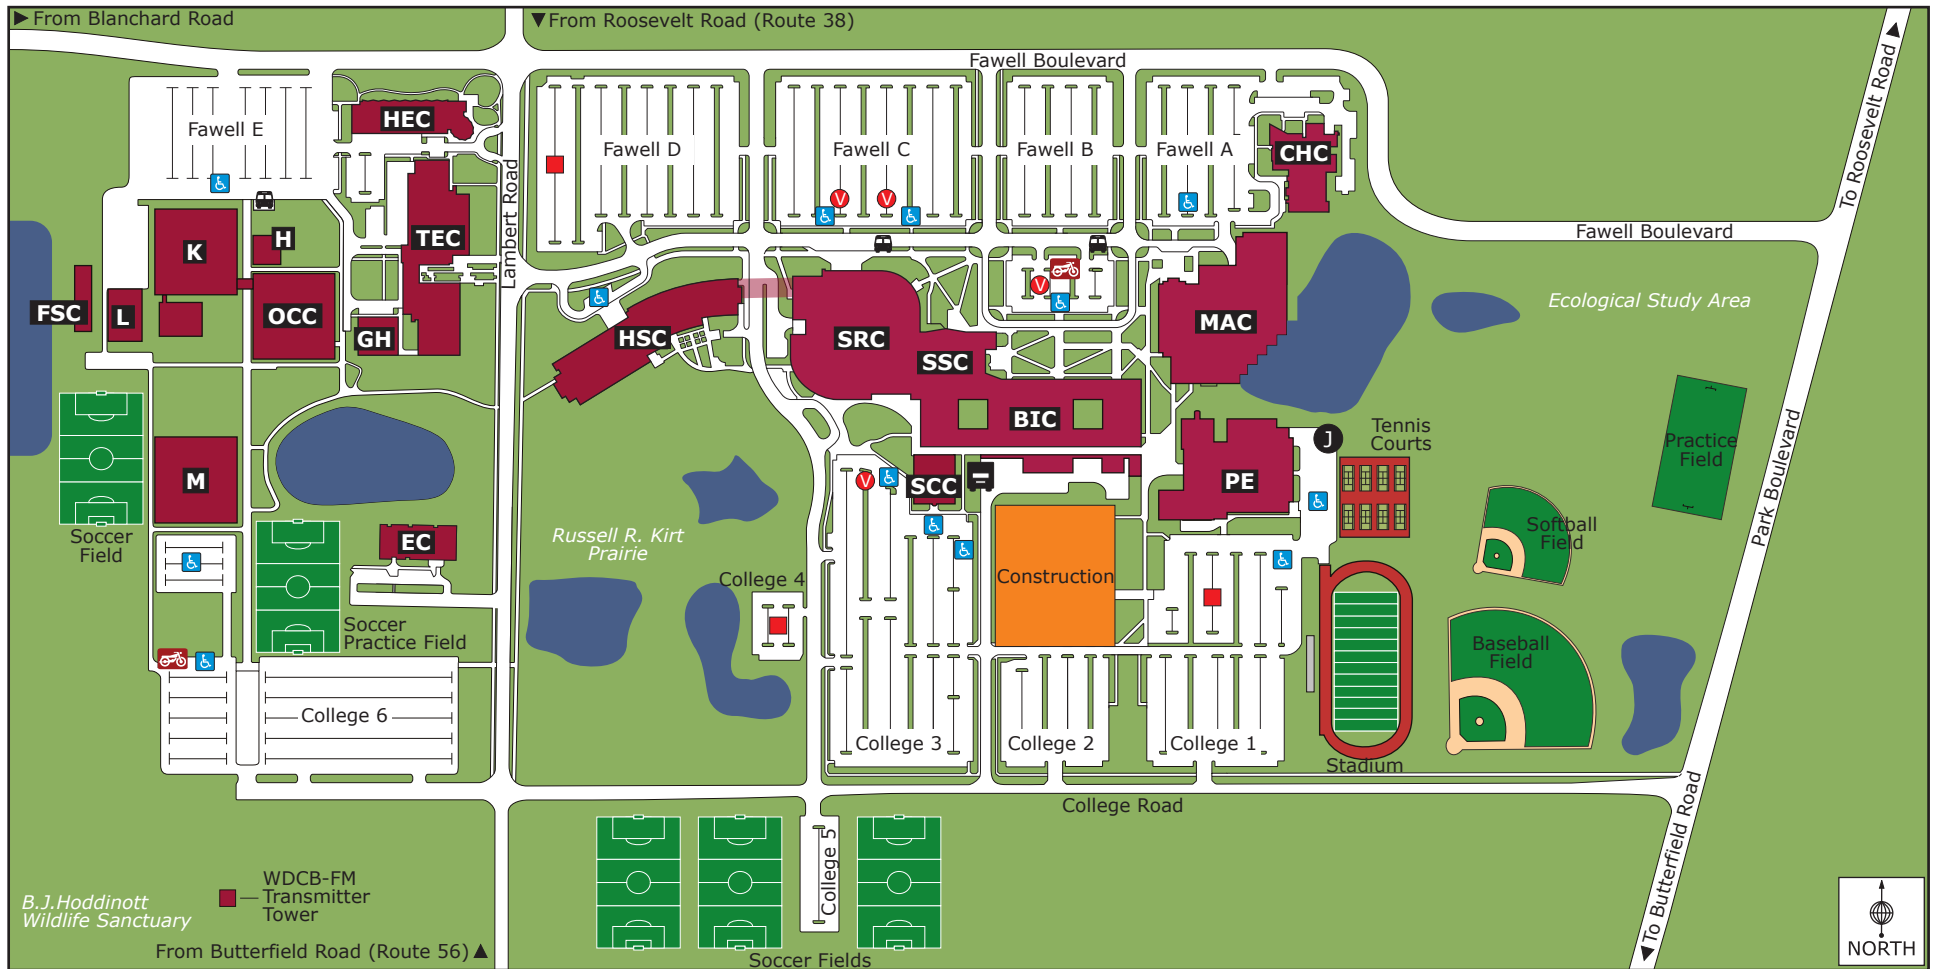 From Blanchard Road
From Roosevelt Road (Route 38)
Fawell Boulevard
To Roosevelt Road
HEC
Fawell E
Fawell D
Fawell C
Fawell B
Fawell A
CHC
Lambert Road
V
V
Fawell Boulevard
K
H
TEC
V
FSC
L
OCC
GH
HSC
SRC
SSC
MAC
Ecological Study Area
BIC
J
Tennis
Courts
Practice
Field
Park Boulevard
M
V
SCC
PE
Soccer
Field
EC
Russell R. Kirt
Prairie
Softball
Field
College 4
Construction
Soccer
Practice Field
Baseball
Field
College 6
College 3
College 2
College 1
Stadium
College Road
College 5
To Butterfield Road
WDCB-FM
Transmitter
Tower
B.J.Hoddinott
Wildlife Sanctuary
From Butterfield Road (Route 56)
Soccer Fields
NORTH